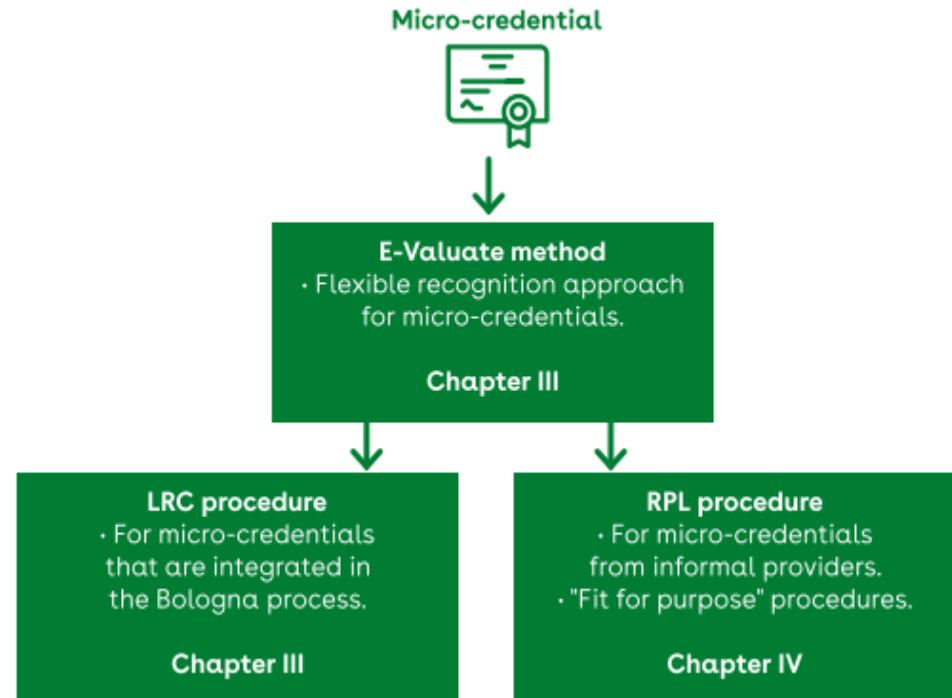 Micro-credential
E-Valuate method
· Flexible recognition approach
for micro-credentials.
Chapter III
LRC procedure
· For micro-credentials
that are integrated in
the Bologna process.
Chapter III
RPL procedure
· For micro-credentials
from informal providers.
· "Fit for purpose" procedures.
Chapter IV